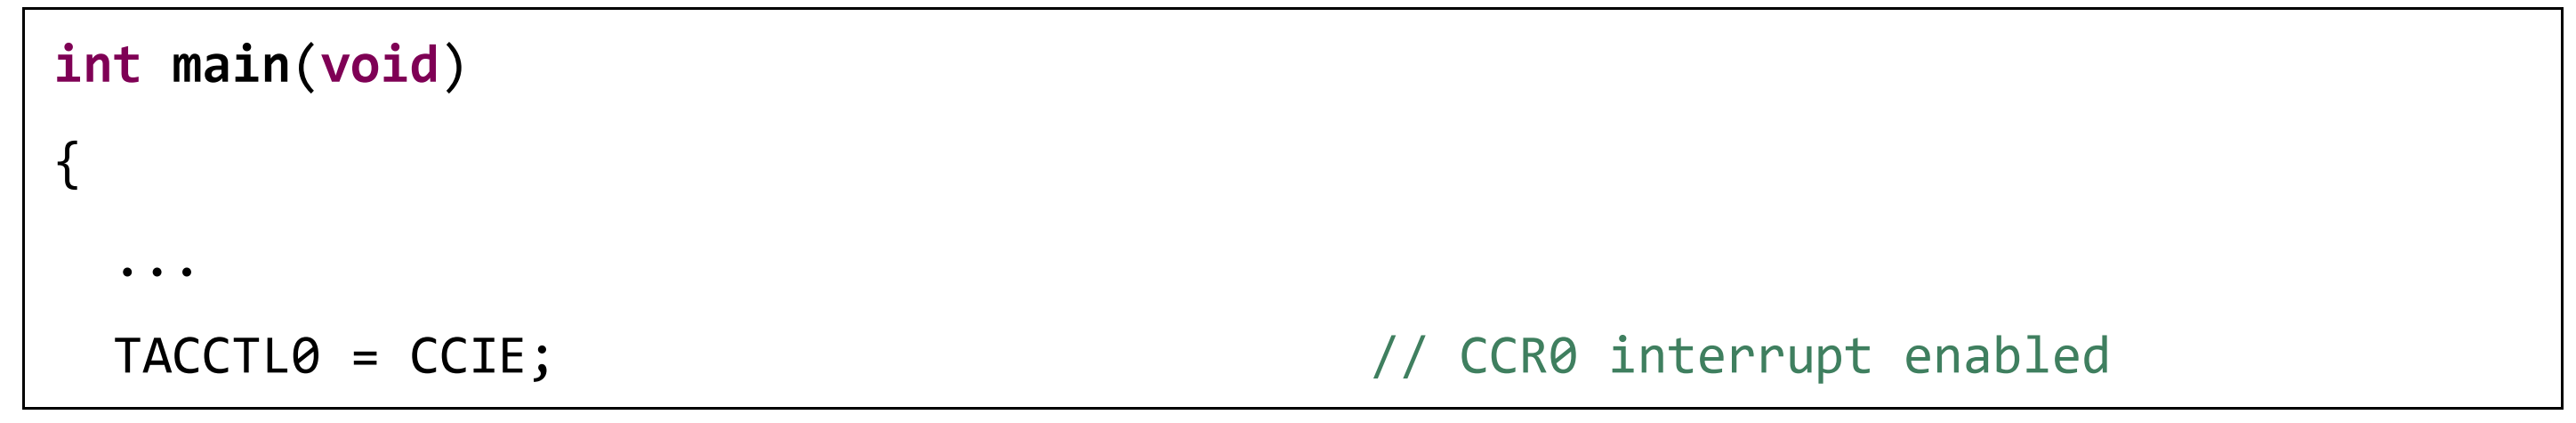 int main(void)
{
...
TACCTL0 = CCIE; // CCR0 interrupt enabled